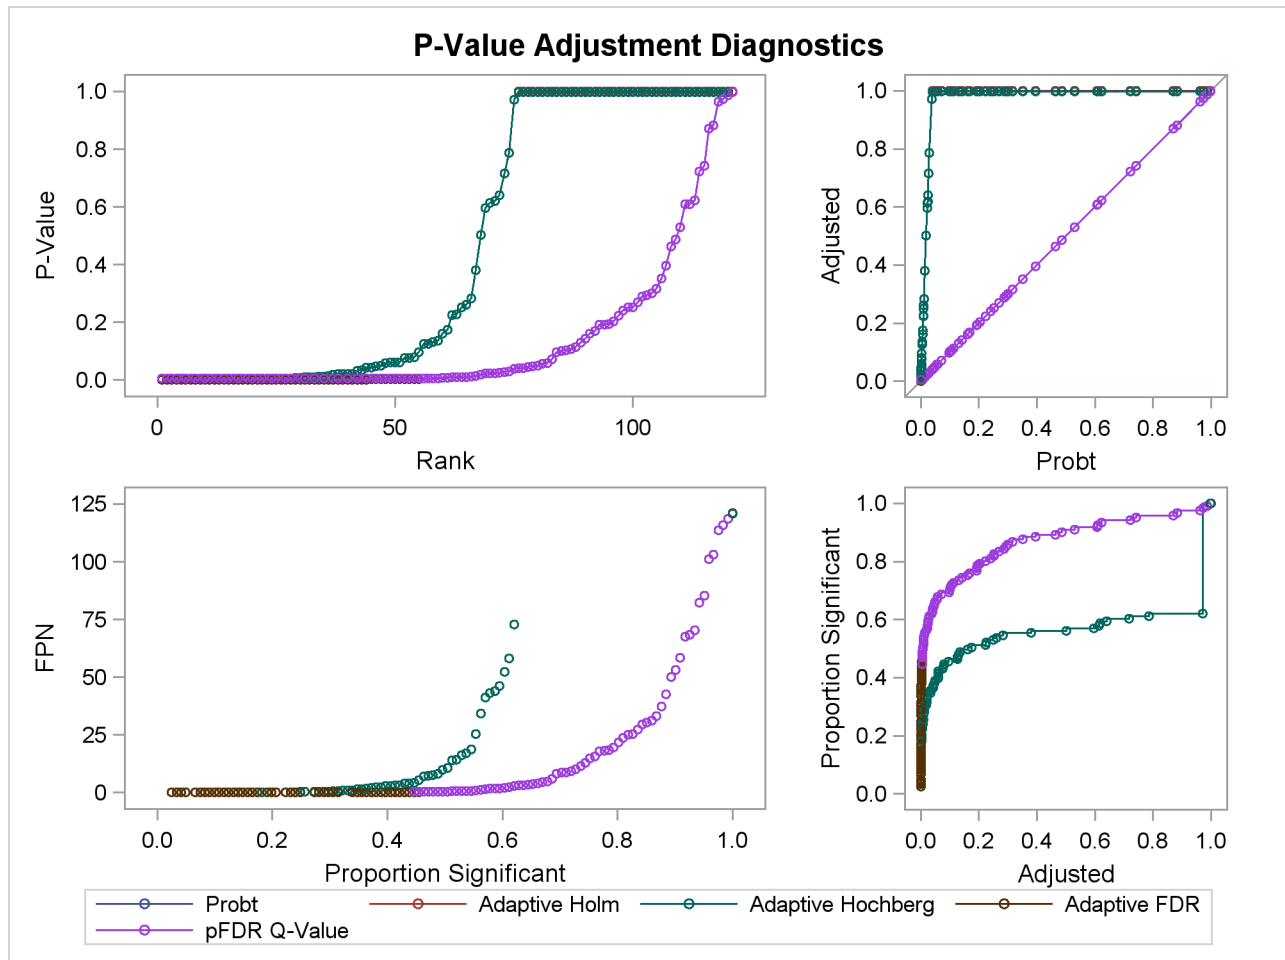 P-Value Adjustment Diagnostics
1.0
0.8
0.6
0.4
0.2
0.0
P-Value
0
50
100
Rank
1.0
0.8
0.6
0.4
0.2
0.0
Adjusted
0.0 0.2 0.4 0.6 0.8 1.0
Probt
125
100
75
50
25
0
FPN
0.0 0.2 0.4 0.6 0.8 1.0
Proportion Significant
1.0
0.8
0.6
0.4
0.2
0.0
Proportion Significant
0.0 0.2 0.4 0.6 0.8 1.0
Adjusted
Probt Adaptive Holm Adaptive Hochberg Adaptive FDR
pFDR Q-Value